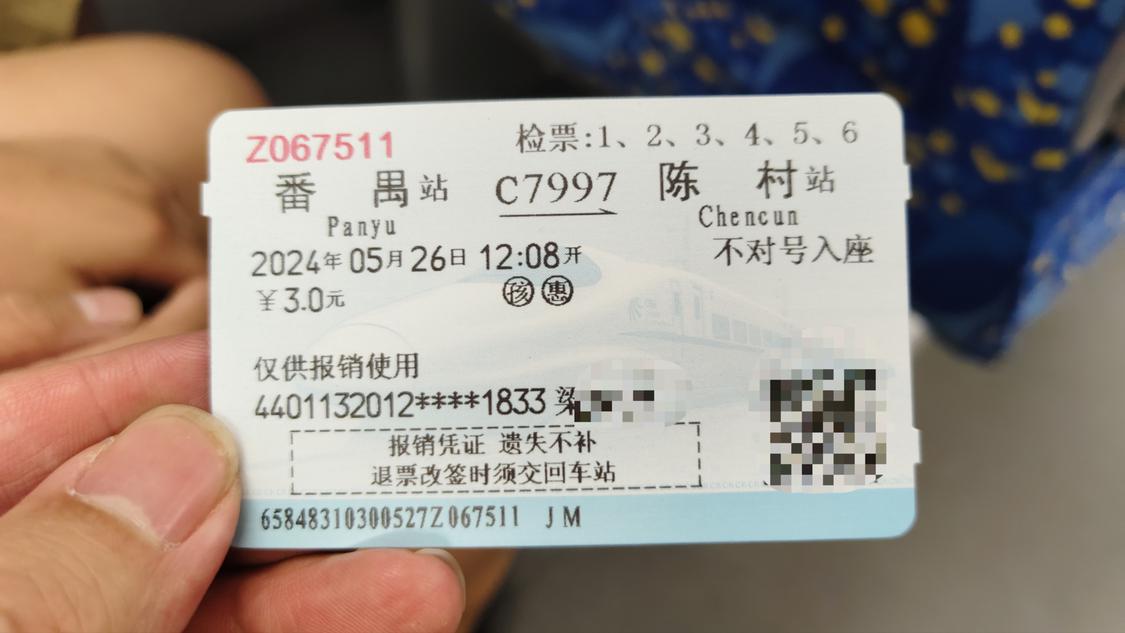 Z067511
检票:1、2、3、4、5、6
番禺站 C7997 陈村站
Panyu Chencun
2024年05月26日 12:08开 不对号入座
￥3.0元 孩 惠
仅供报销使用
4401132012****1833 梁
报销凭证 遗失不补
退票改签时须交回车站
65848310300527Z067511 JM